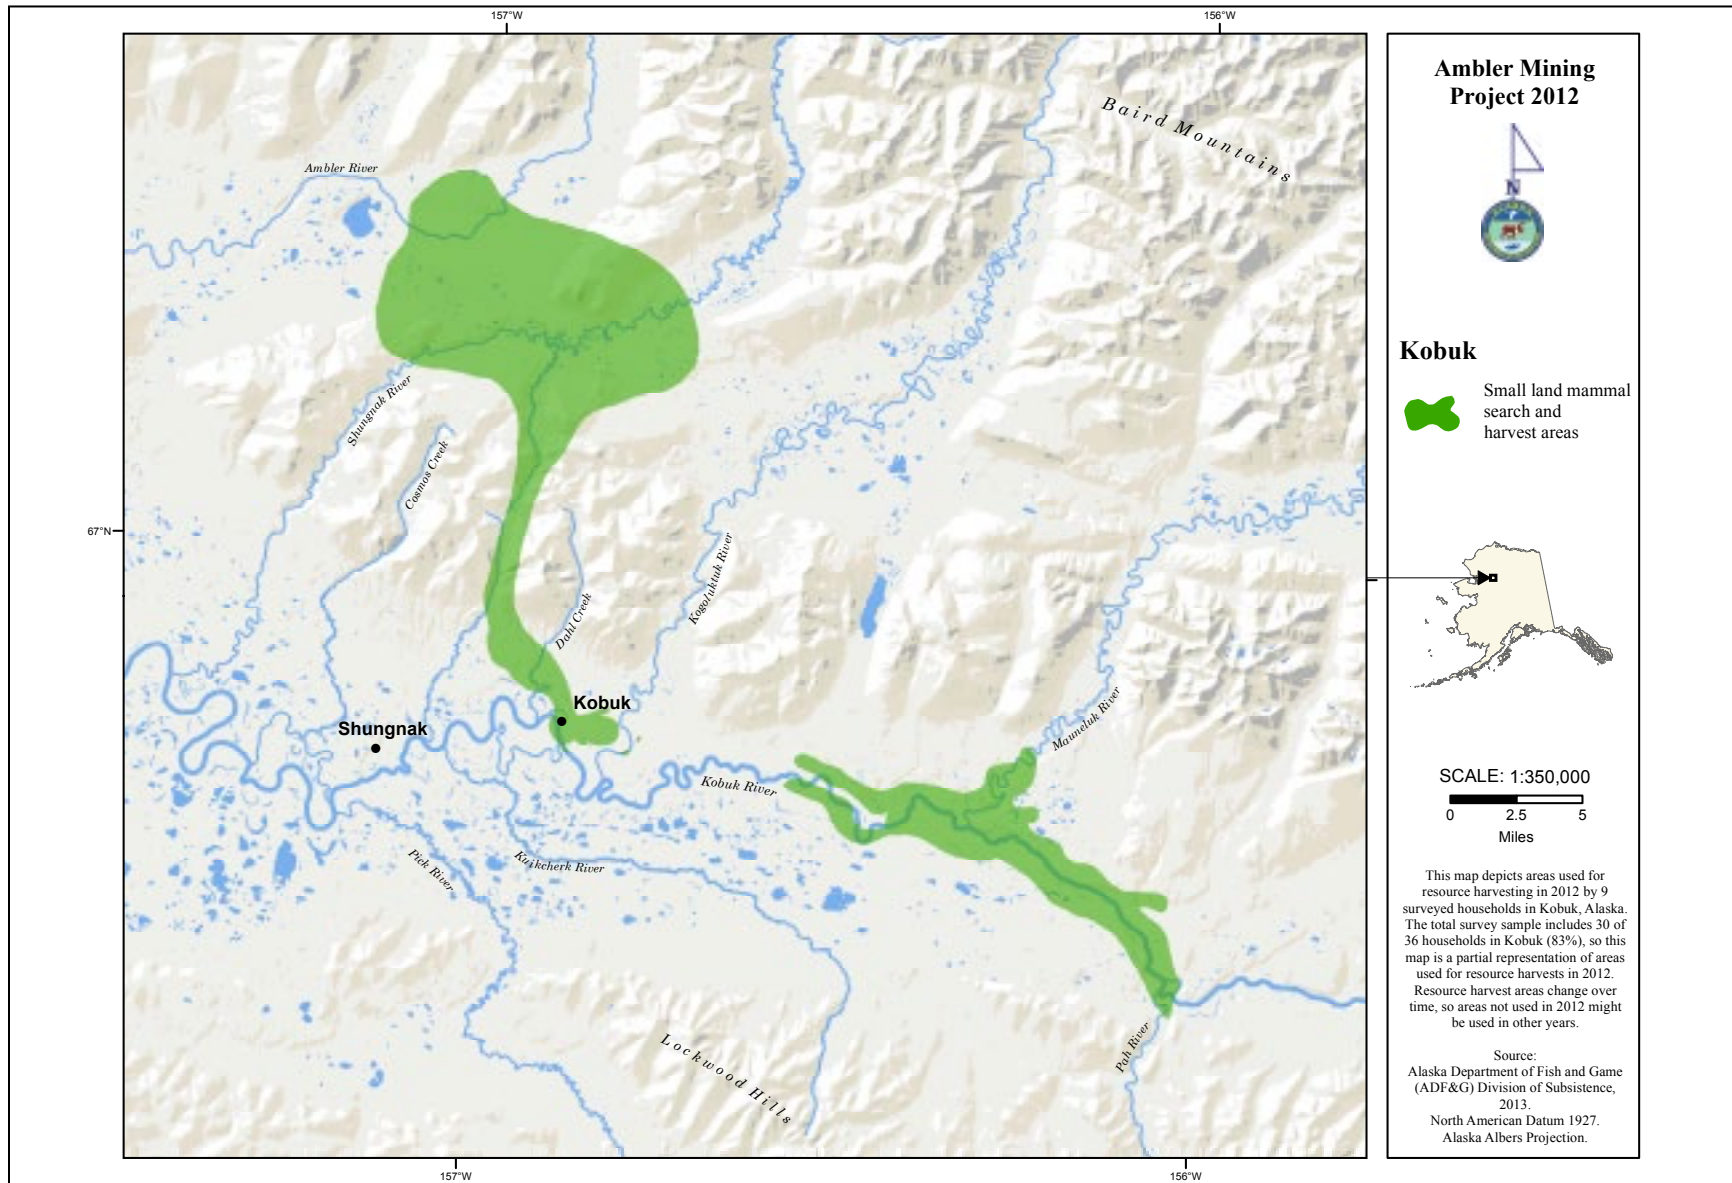 157°W
156°W
Baird Mountains
Ambler River
Shungnak River
Cosmos Creek
67°N
Kogoluktuk River
Dahl Creek
Kobuk
Shungnak
Mauneluk River
Kobuk River
Pick River
Kuikcherk River
Lockwood Hills
Pah River
157°W
156°W
Ambler Mining
Project 2012
N
Kobuk
Small land mammal
search and
harvest areas
SCALE: 1:350,000
0 2.5 5
Miles
This map depicts areas used for
resource harvesting in 2012 by 9
surveyed households in Kobuk, Alaska.
The total survey sample includes 30 of
36 households in Kobuk (83%), so this
map is a partial representation of areas
used for resource harvests in 2012.
Resource harvest areas change over
time, so areas not used in 2012 might
be used in other years.
Source:
Alaska Department of Fish and Game
(ADF&G) Division of Subsistence,
2013.
North American Datum 1927.
Alaska Albers Projection.